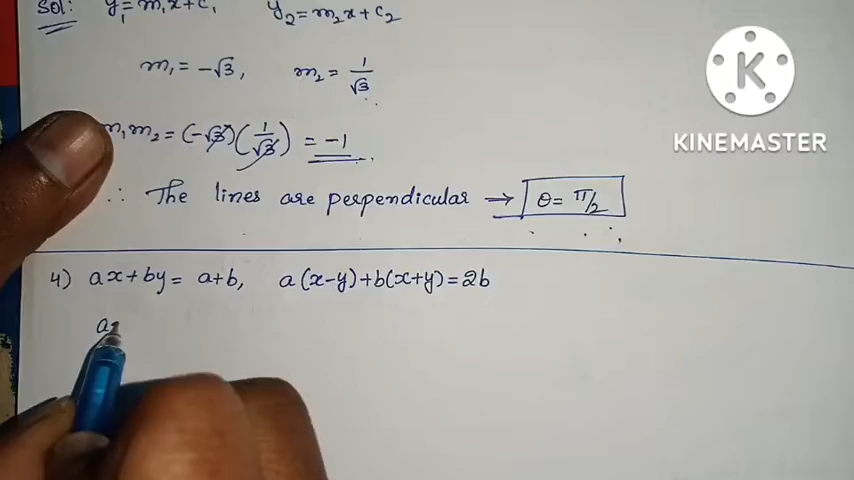 Sol: y₁ = m₁x + c₁ y₂ = m₂x + c₂
m₁ = -√3, m₂ = 1/√3
m₁m₂ = (-√3)(1/√3) = -1
∴ The lines are perpendicular → θ = π/2
4) ax + by = a+b, a(x-y)+b(x+y) = 2b
a
K
KINEMASTER